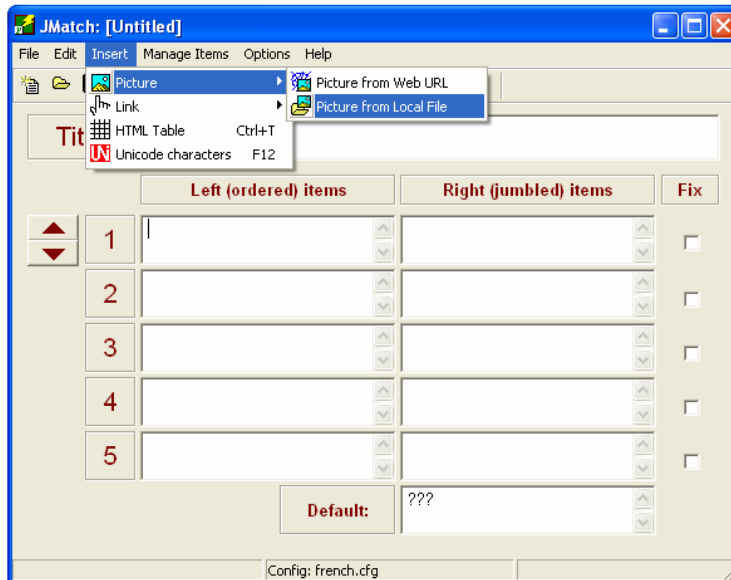 JMatch: [Untitled]
File Edit Insert Manage Items Options Help
Picture
Picture from Web URL
Link
Picture from Local File
HTML Table Ctrl+T
Unicode characters F12
Tit
Left (ordered) items Right (jumbled) items Fix
1
2
3
4
5
Default: ???
Config: french.cfg